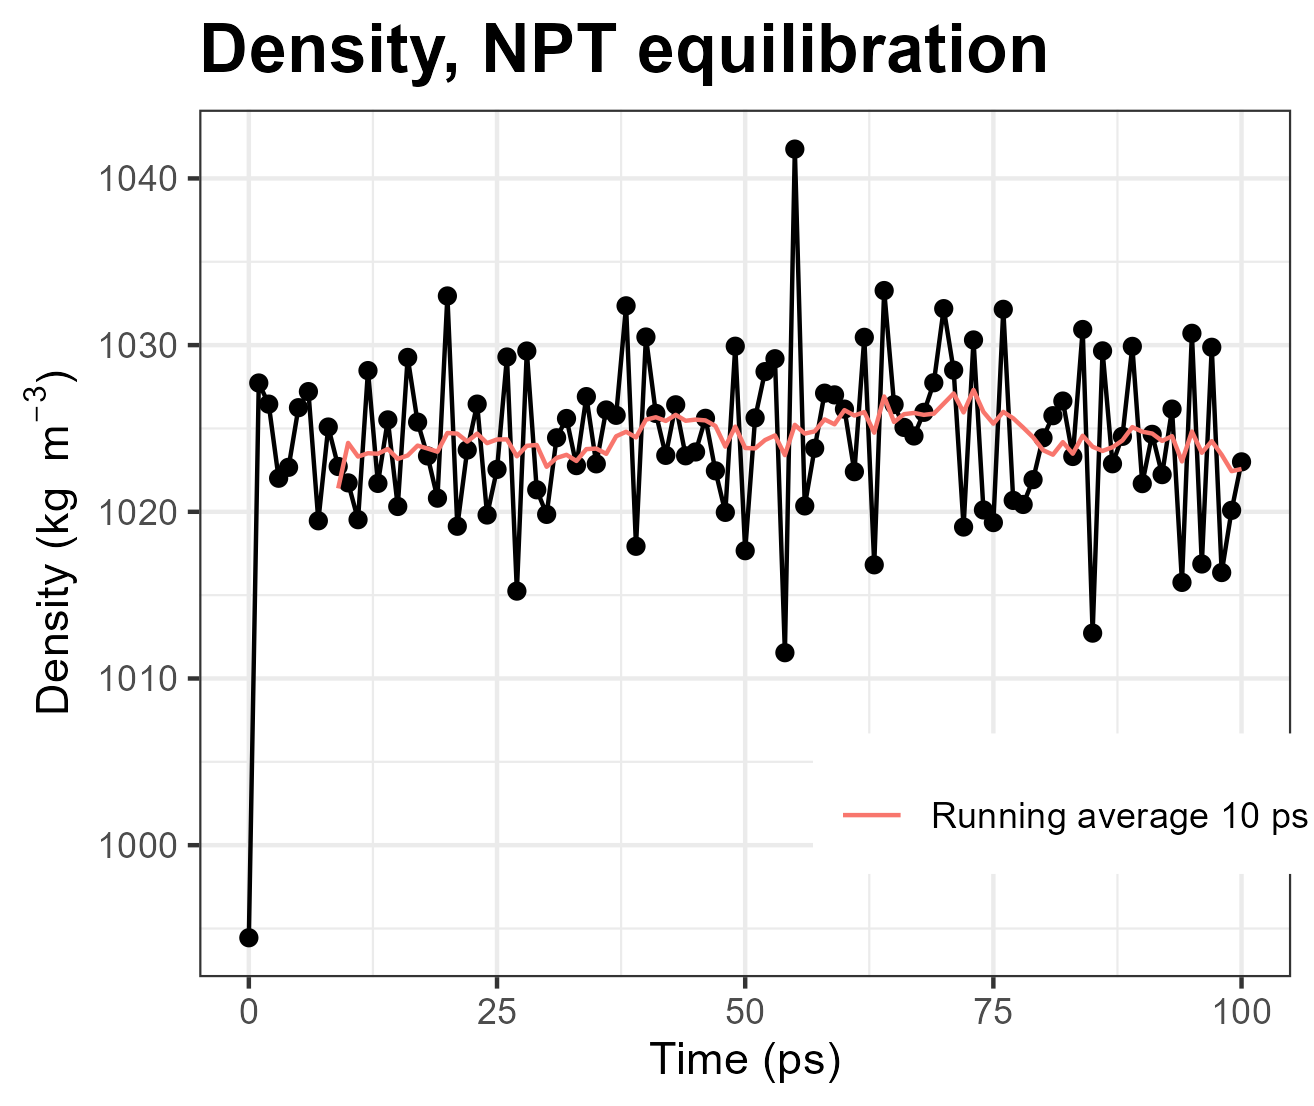 Density, NPT equilibration
Density (kg m⁻³)
1040
1030
1020
1010
1000
Running average 10 ps
0 25 50 75 100
Time (ps)